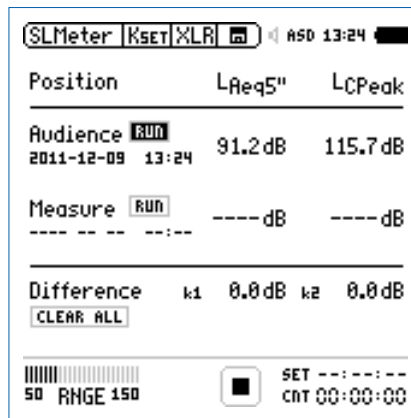 SLMeter KSET XLR ASD 13:24
Position LAeq5" LCPeak
Audience RUN 91.2dB 115.7dB
2011-12-09 13:24
Measure RUN ----dB ----dB
---- -- -- --:--
Difference k1 0.0dB k2 0.0dB
CLEAR ALL
SET --:--:--
50 RNGE 150 CNT 00:00:00